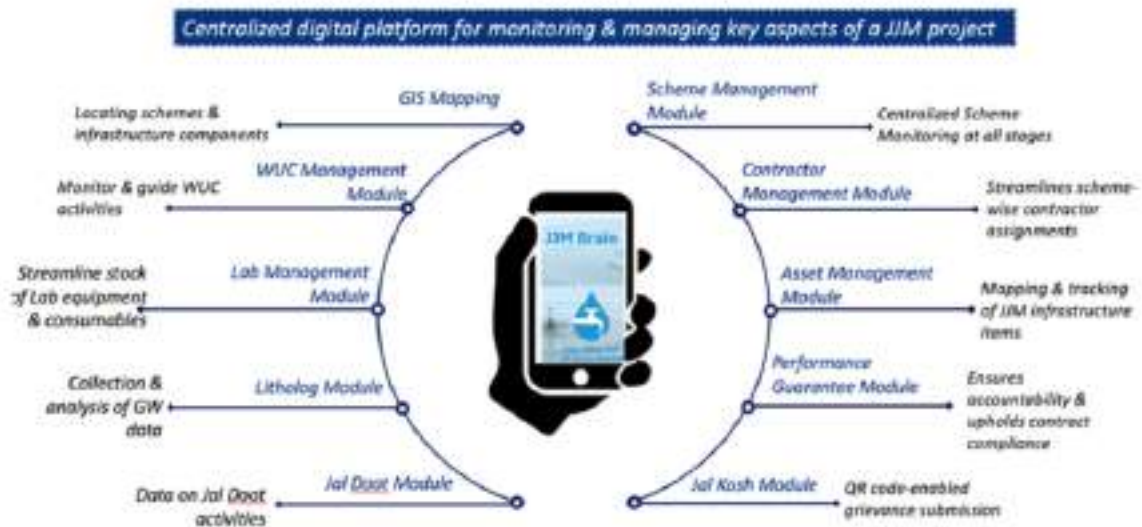 Centralized digital platform for monitoring & managing key aspects of a JJM project
GIS Mapping
Locating schemes &
infrastructure components
WUC Management
Module
Monitor & guide WUC
activities
Lab Management
Module
Streamline stock
of Lab equipment
& consumables
Litholog Module
Collection &
analysis of GW
data
Jal Doot Module
Data on Jal Doot
activities
JJM Brain
Scheme Management
Module
Centralized Scheme
Monitoring at all stages
Contractor
Management Module
Streamlines scheme-
wise contractor
assignments
Asset Management
Module
Mapping & tracking
of JJM infrastructure
items
Performance
Guarantee Module
Ensures
accountability &
upholds contract
compliance
Jal Kosh Module
QR code-enabled
grievance submission